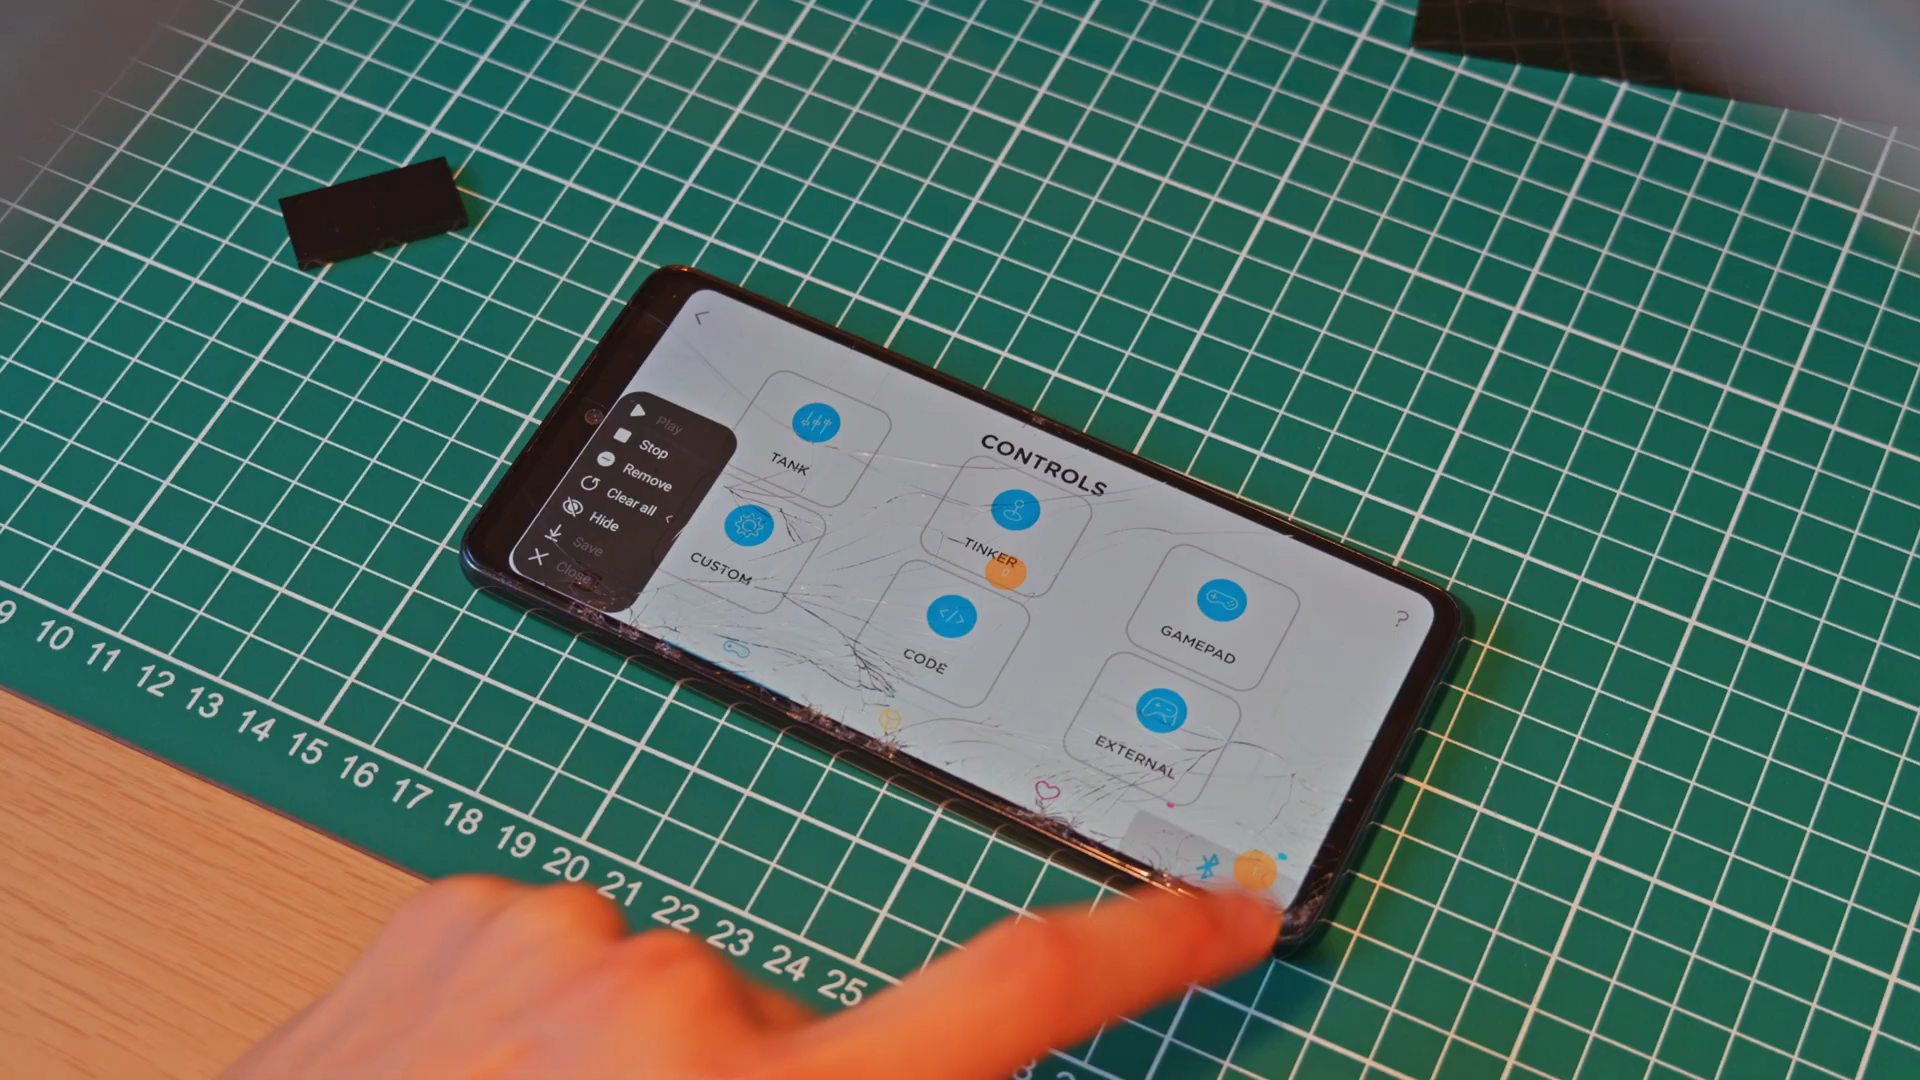 CONTROLS
TANK
TINKER
GAMEPAD
CUSTOM
CODE
EXTERNAL
?
Play
Stop
Remove
Clear all
Hide
Save
Close
9 10 11 12 13 14 15 16 17 18 19 20 21 22 23 24 25